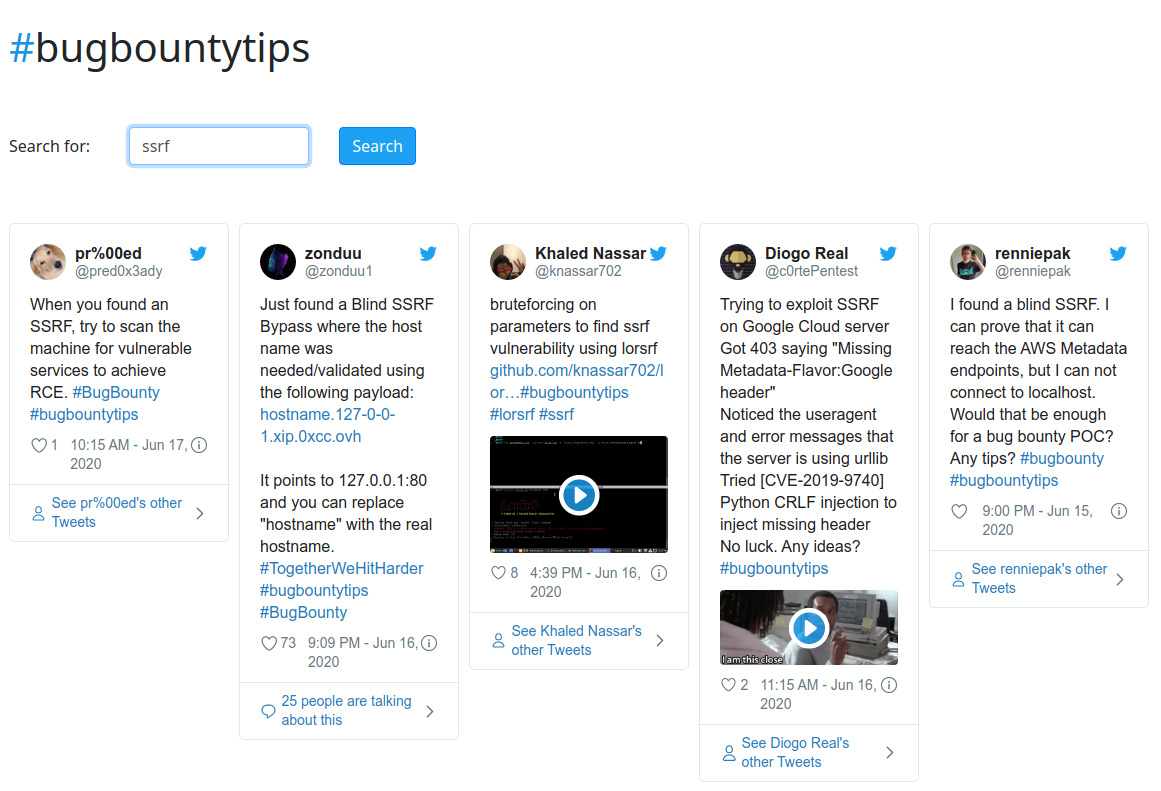 #bugbountytips
Search for:
ssrf
Search
pr%00ed
@pred0x3ady
When you found an
SSRF, try to scan the
machine for vulnerable
services to achieve
RCE. #BugBounty
#bugbountytips
1 10:15 AM - Jun 17,
2020
See pr%00ed's other
Tweets
zonduu
@zonduu1
Just found a Blind SSRF
Bypass where the host
name was
needed/validated using
the following payload:
hostname.127-0-0-
1.xip.0xcc.ovh
It points to 127.0.0.1:80
and you can replace
"hostname" with the real
hostname.
#TogetherWeHitHarder
#bugbountytips
#BugBounty
73 9:09 PM - Jun 16,
2020
25 people are talking
about this
Khaled Nassar
@knassar702
bruteforcing on
parameters to find ssrf
vulnerability using lorsrf
github.com/knassar702/l
or…#bugbountytips
#lorsrf #ssrf
8 4:39 PM - Jun 16,
2020
See Khaled Nassar's
other Tweets
Diogo Real
@c0rtePentest
Trying to exploit SSRF
on Google Cloud server
Got 403 saying "Missing
Metadata-Flavor:Google
header"
Noticed the useragent
and error messages that
the server is using urllib
Tried [CVE-2019-9740]
Python CRLF injection to
inject missing header
No luck. Any ideas?
#bugbountytips
I am this close
2 11:15 AM - Jun 16,
2020
See Diogo Real's
other Tweets
renniepak
@renniepak
I found a blind SSRF. I
can prove that it can
reach the AWS Metadata
endpoints, but I can not
connect to localhost.
Would that be enough
for a bug bounty POC?
Any tips? #bugbounty
#bugbountytips
9:00 PM - Jun 15,
2020
See renniepak's other
Tweets